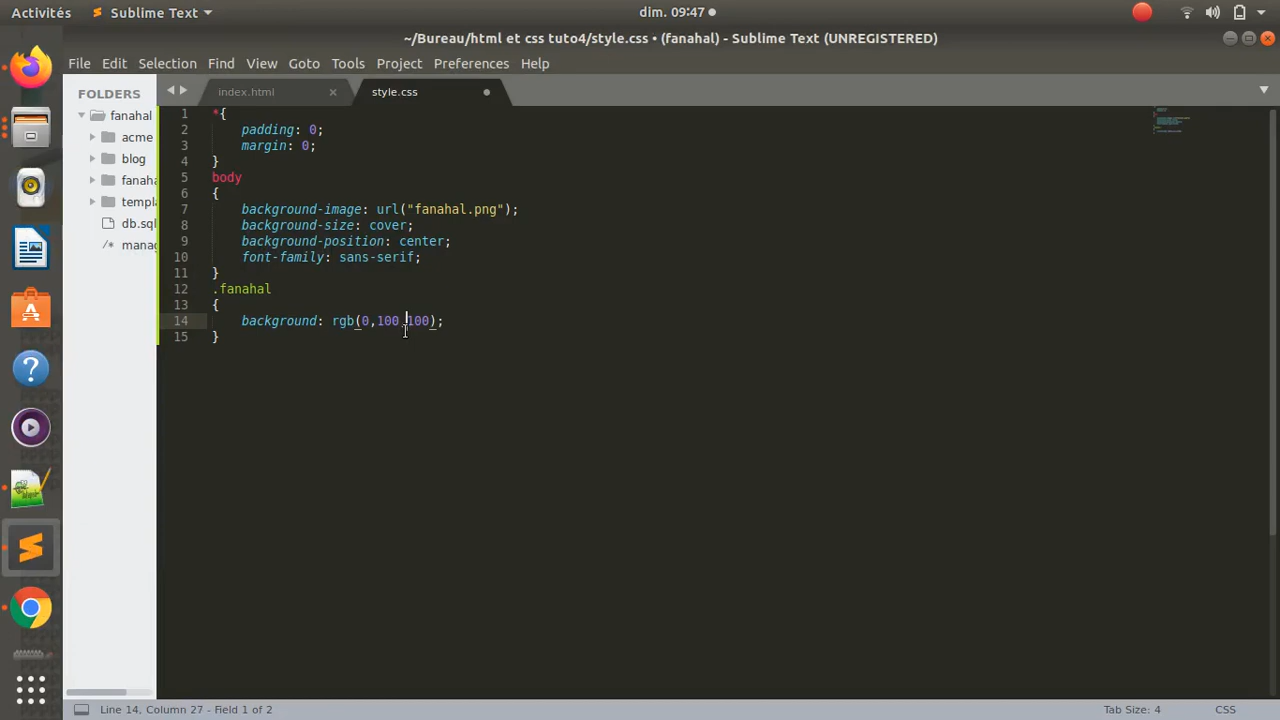 Activités Sublime Text dim. 09:47
~/Bureau/html et css tuto4/style.css • (fanahal) - Sublime Text (UNREGISTERED)
File Edit Selection Find View Goto Tools Project Preferences Help
FOLDERS
fanahal
acme
blog
fanaha
templa
db.sql
manag
index.html style.css
1 *{
2 padding: 0;
3 margin: 0;
4 }
5 body
6 {
7 background-image: url("fanahal.png");
8 background-size: cover;
9 background-position: center;
10 font-family: sans-serif;
11 }
12 .fanahal
13 {
14 background: rgb(0,100,100);
15 }
Line 14, Column 27 - Field 1 of 2 Tab Size: 4 CSS